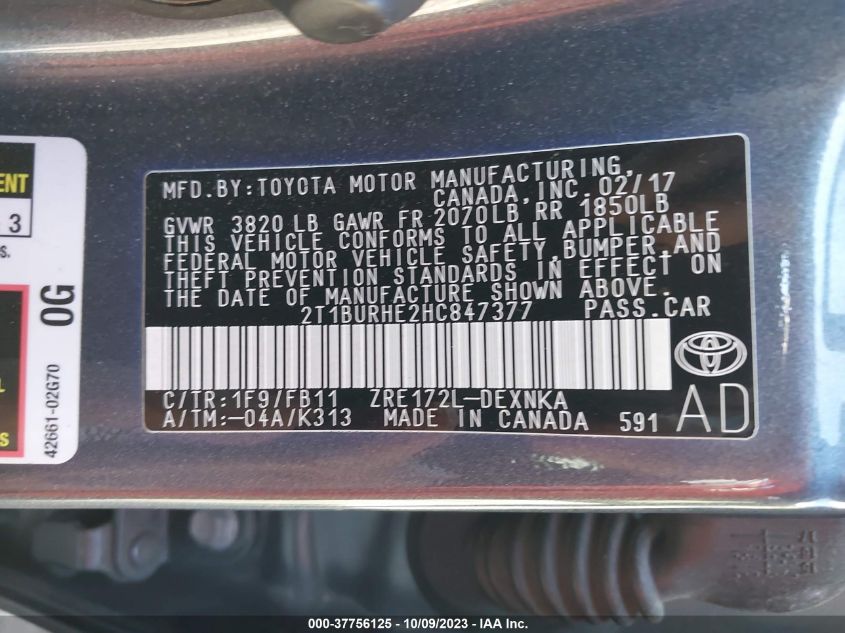 ENT
3
s.
L
S
0G
42661-02G70
MFD.BY:TOYOTA MOTOR MANUFACTURING,
CANADA,INC.02/17
GVWR 3820 LB GAWR FR 2070LB RR 1850LB
THIS VEHICLE CONFORMS TO ALL APPLICABLE
FEDERAL MOTOR VEHICLE SAFETY,BUMPER,AND
THEFT PREVENTION STANDARDS IN EFFECT ON
THE DATE OF MANUFACTURE SHOWN ABOVE.
2T1BURHE2HC847377 PASS.CAR
C/TR:1F9/FB11 ZRE172L-DEXNKA
A/TM:-04A/K313 MADE IN CANADA 591
AD
000-37756125 - 10/09/2023 - IAA Inc.